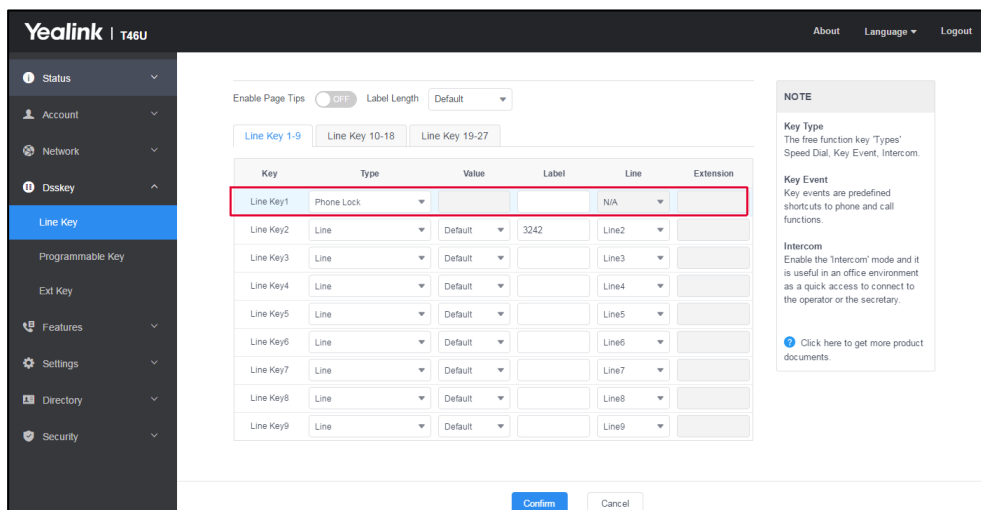 Yealink | T46U
About Language Logout
Status
Account
Network
Dsskey
Line Key
Programmable Key
Ext Key
Features
Settings
Directory
Security
Enable Page Tips OFF Label Length Default
Line Key 1-9 Line Key 10-18 Line Key 19-27
Key Type Value Label Line Extension
Line Key1 Phone Lock N/A
Line Key2 Line Default 3242 Line2
Line Key3 Line Default Line3
Line Key4 Line Default Line4
Line Key5 Line Default Line5
Line Key6 Line Default Line6
Line Key7 Line Default Line7
Line Key8 Line Default Line8
Line Key9 Line Default Line9
Confirm Cancel
NOTE
Key Type
The free function key 'Types'
Speed Dial, Key Event, Intercom.
Key Event
Key events are predefined
shortcuts to phone and call
functions.
Intercom
Enable the 'Intercom' mode and it
is useful in an office environment
as a quick access to connect to
the operator or the secretary.
Click here to get more product
documents.